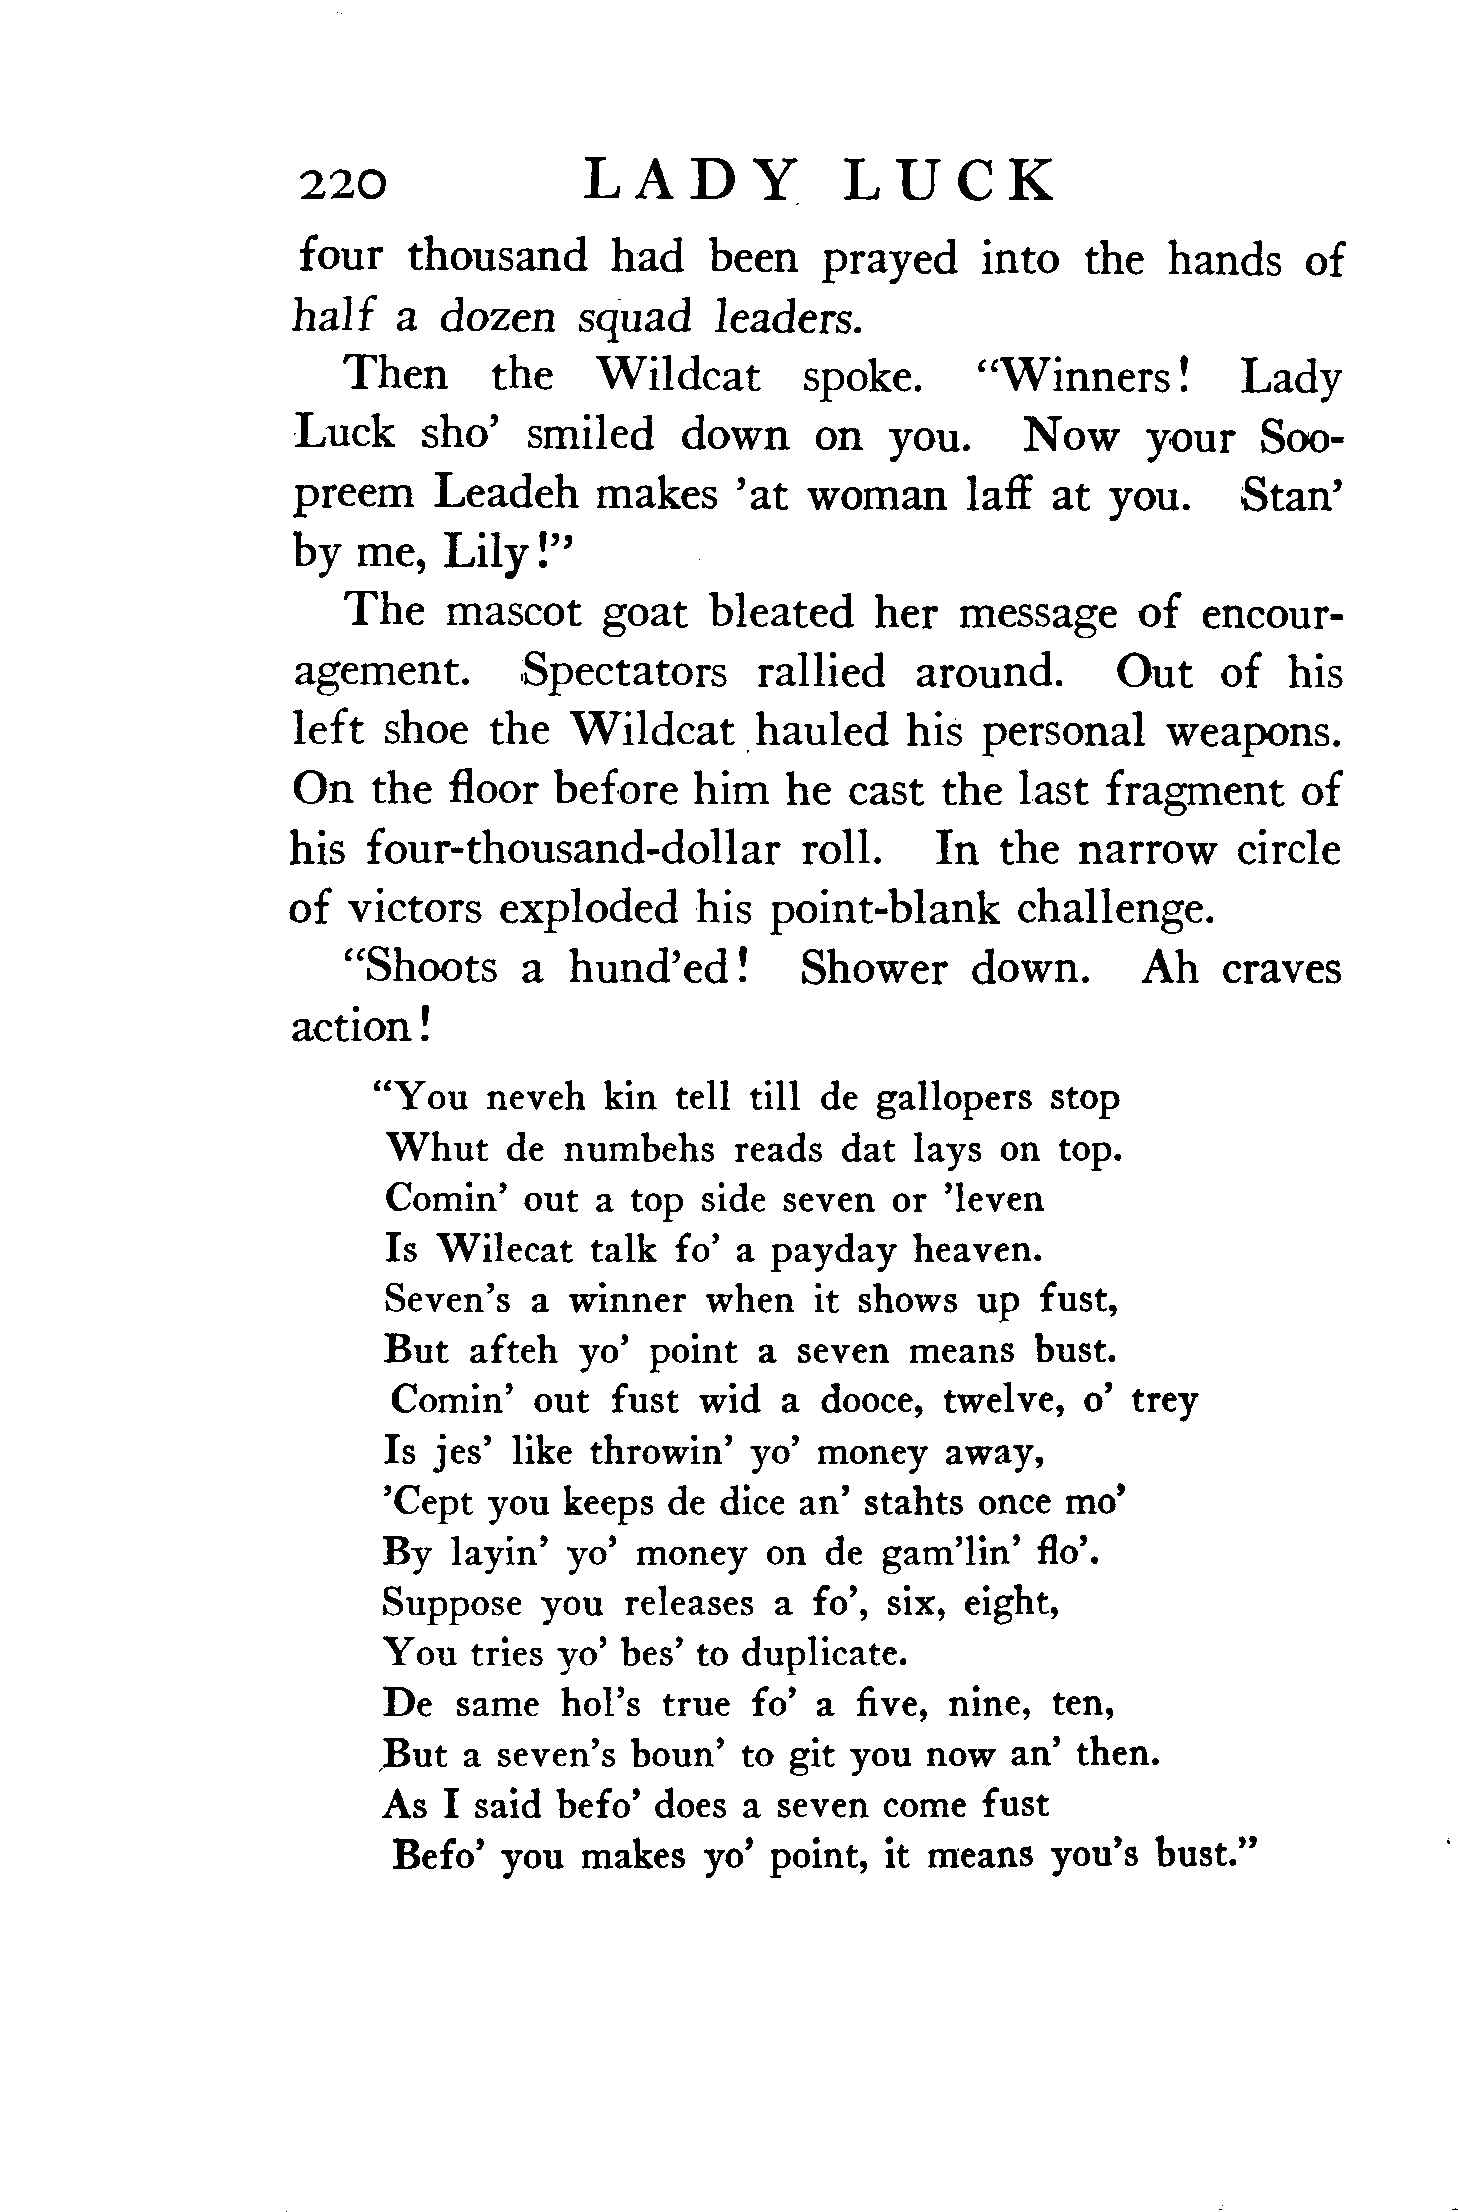 220 LADY LUCK
four thousand had been prayed into the hands of
half a dozen squad leaders.
Then the Wildcat spoke. “Winners! Lady
Luck sho’ smiled down on you. Now your Soo-
preem Leadeh makes ’at woman laff at you. Stan’
by me, Lily!”
The mascot goat bleated her message of encour-
agement. Spectators rallied around. Out of his
left shoe the Wildcat hauled his personal weapons.
On the floor before him he cast the last fragment of
his four-thousand-dollar roll. In the narrow circle
of victors exploded his point-blank challenge.
“Shoots a hund’ed! Shower down. Ah craves
action!
“You neveh kin tell till de gallopers stop
Whut de numbehs reads dat lays on top.
Comin’ out a top side seven or ’leven
Is Wilecat talk fo’ a payday heaven.
Seven’s a winner when it shows up fust,
But afteh yo’ point a seven means bust.
Comin’ out fust wid a dooce, twelve, o’ trey
Is jes’ like throwin’ yo’ money away,
’Cept you keeps de dice an’ stahts once mo’
By layin’ yo’ money on de gam’lin’ flo’.
Suppose you releases a fo’, six, eight,
You tries yo’ bes’ to duplicate.
De same hol’s true fo’ a five, nine, ten,
But a seven’s boun’ to git you now an’ then.
As I said befo’ does a seven come fust
Befo’ you makes yo’ point, it means you’s bust.”